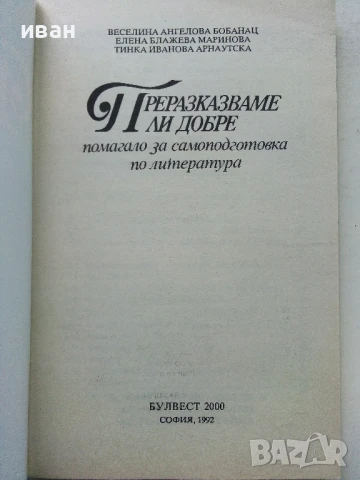 иван
ВЕСЕЛИНА АНГЕЛОВА БОБАНАЦ
ЕЛЕНА БЛАЖЕВА МАРИНОВА
ТИНКА ИВАНОВА АРНАУТСКА
ПРЕРАЗКАЗВАМЕ
ЛИ ДОБРЕ
помагало за самоподготовка
по литература
БУЛВЕСТ 2000
СОФИЯ, 1992
BAZAR